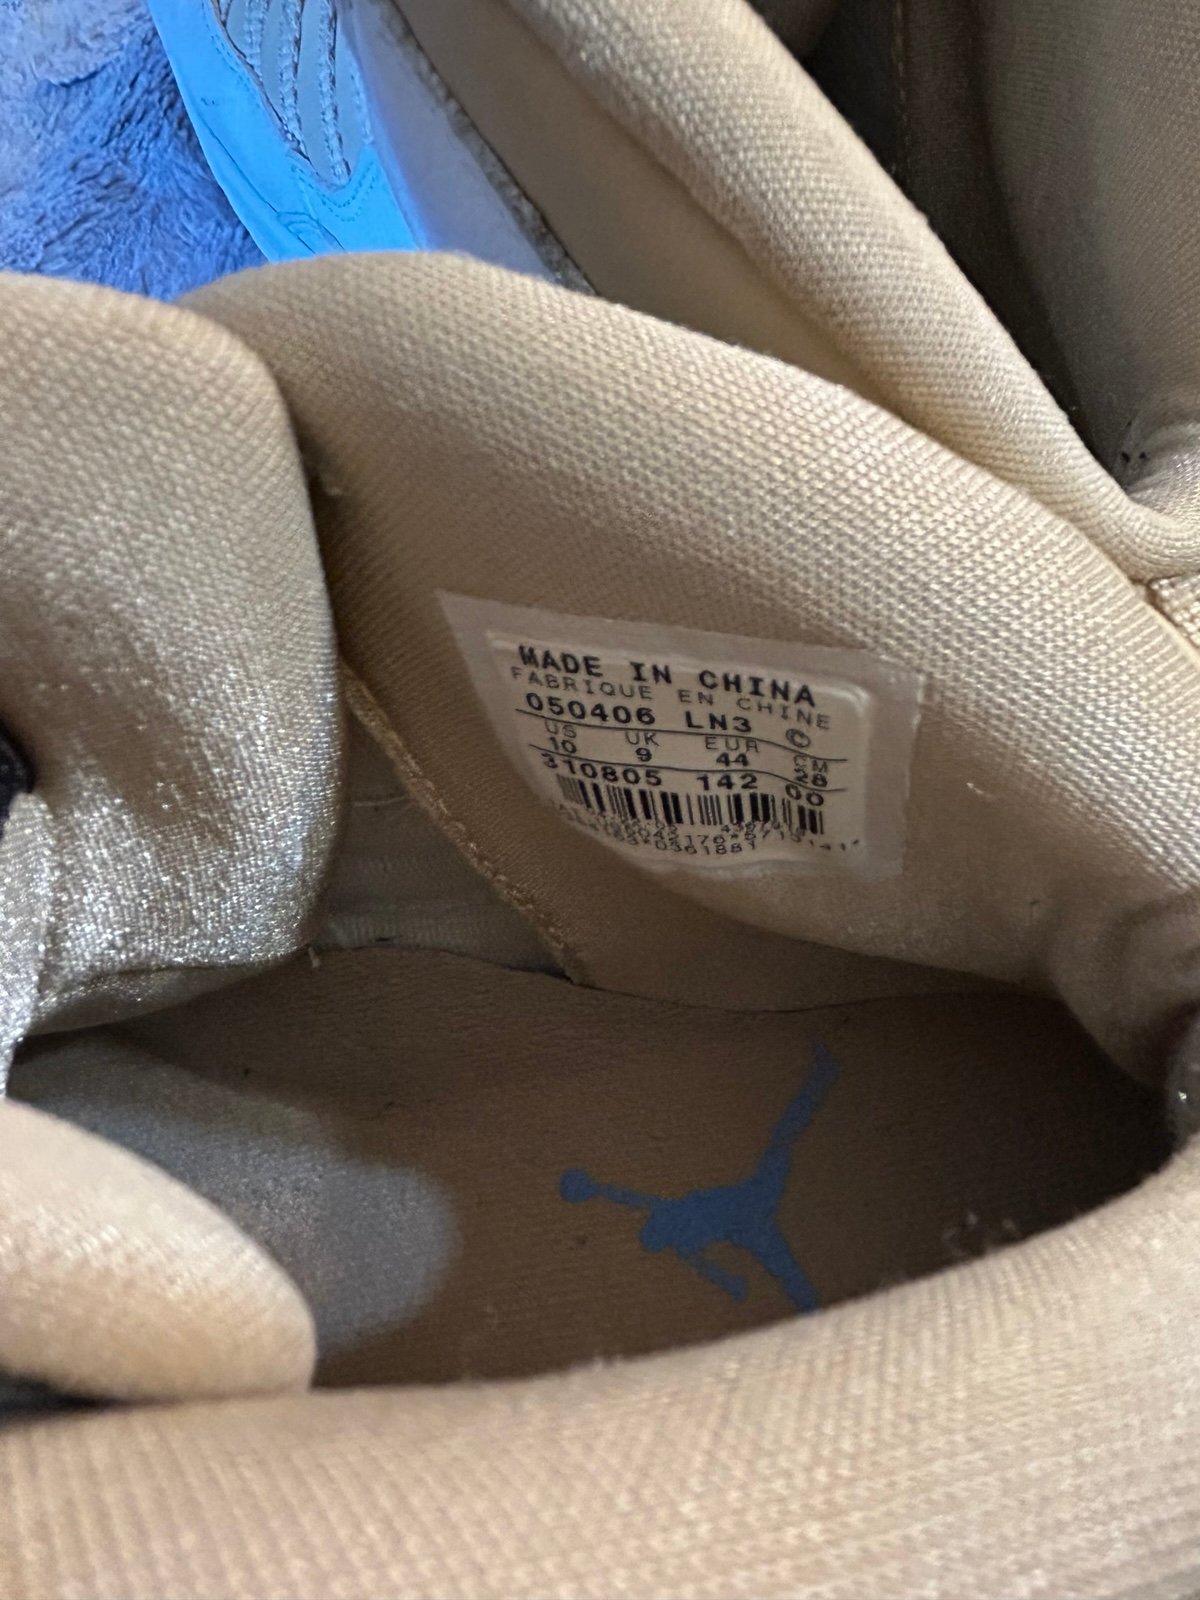 MADE IN CHINA
FABRIQUE EN CHINE
050406 LN3 ©
US UK EUR CM
10 9 44 28
310805 142 00